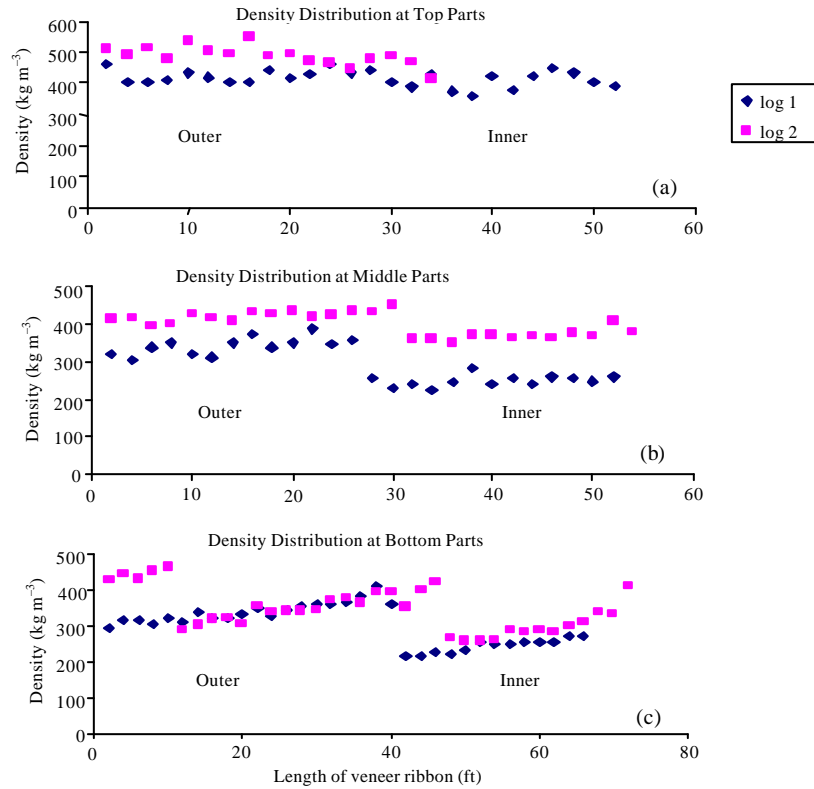 Density Distribution at Top Parts
600
500
400
300
200
100
0
Density (kg m⁻³)
Outer
Inner
(a)
0 10 20 30 40 50 60
log 1
log 2
Density Distribution at Middle Parts
500
400
300
200
100
0
Density (kg m⁻³)
Outer
Inner
(b)
0 10 20 30 40 50 60
Density Distribution at Bottom Parts
500
400
300
200
100
0
Density (kg m⁻³)
Outer
Inner
(c)
0 20 40 60 80
Length of veneer ribbon (ft)